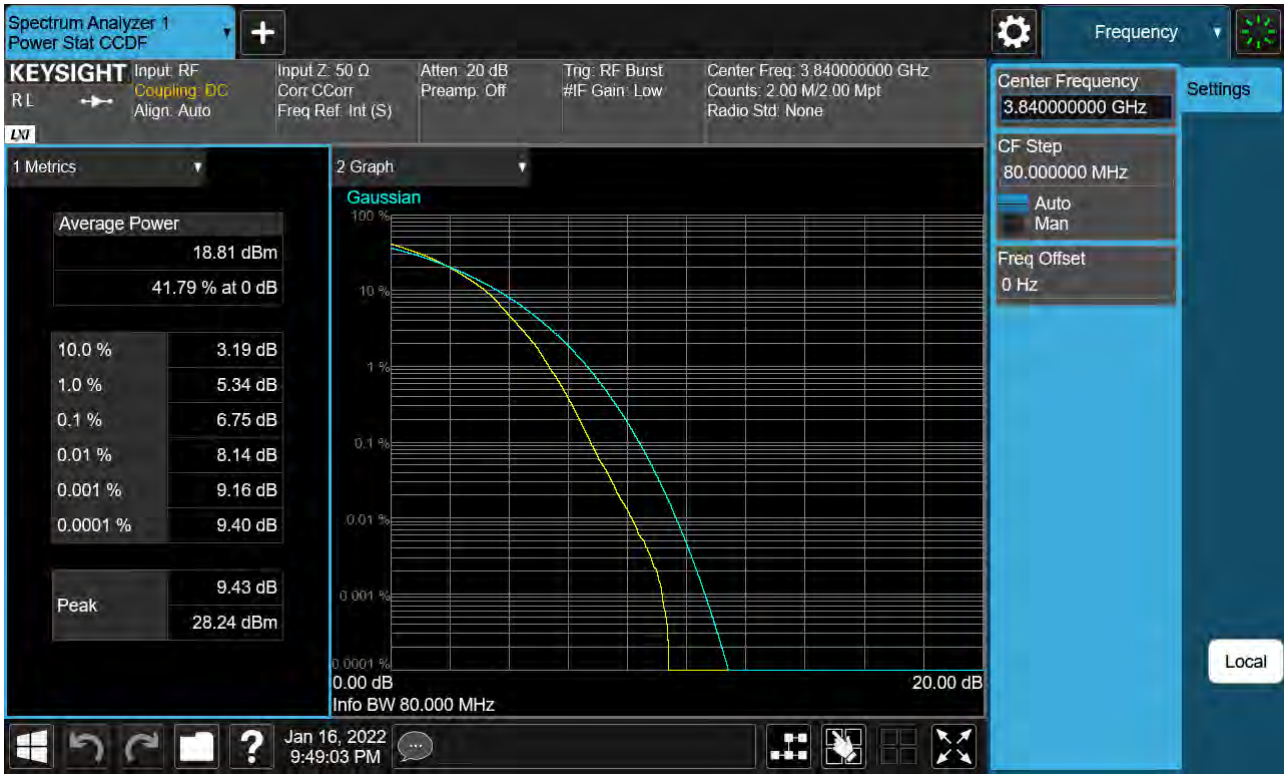 Spectrum Analyzer 1
Power Stat CCDF
+
Frequency
KEYSIGHT
RL
LXI
Input: RF
Coupling: DC
Align: Auto
Input Z: 50 Ω
Corr CCorr
Freq Ref: Int (S)
Atten: 20 dB
Preamp: Off
Trig: RF Burst
#IF Gain: Low
Center Freq: 3.840000000 GHz
Counts: 2.00 M/2.00 Mpt
Radio Std: None
Center Frequency
3.840000000 GHz
Settings
CF Step
80.000000 MHz
Auto
Man
Freq Offset
0 Hz
1 Metrics
Average Power
18.81 dBm
41.79 % at 0 dB
10.0 % 3.19 dB
1.0 % 5.34 dB
0.1 % 6.75 dB
0.01 % 8.14 dB
0.001 % 9.16 dB
0.0001 % 9.40 dB
Peak
9.43 dB
28.24 dBm
2 Graph
Gaussian
100 %
10 %
1 %
0.1 %
0.01 %
0.001 %
0.0001 %
0.00 dB 20.00 dB
Info BW 80.000 MHz
Local
?
Jan 16, 2022
9:49:03 PM